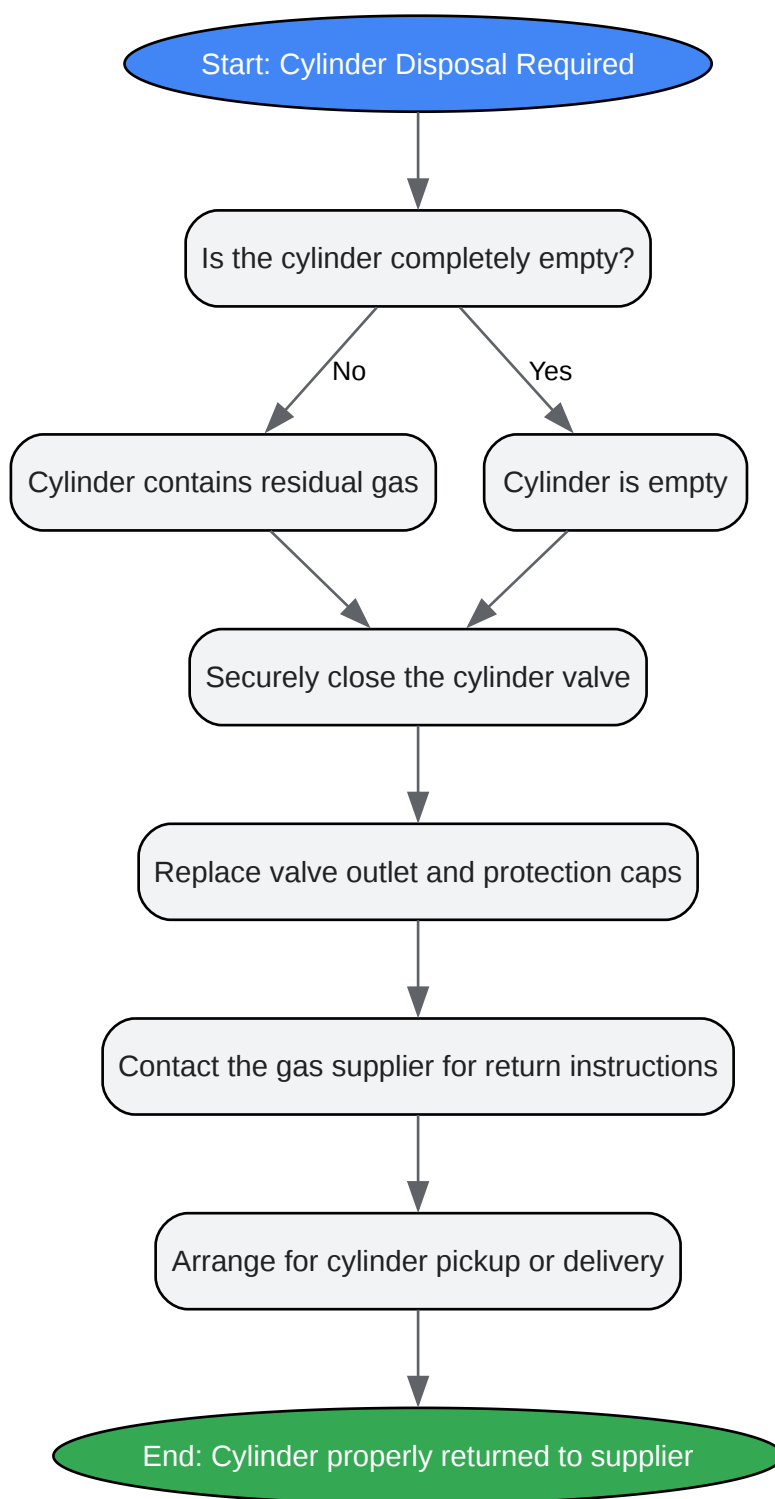 Start: Cylinder Disposal Required
Is the cylinder completely empty?
No
Yes
Cylinder contains residual gas
Cylinder is empty
Securely close the cylinder valve
Replace valve outlet and protection caps
Contact the gas supplier for return instructions
Arrange for cylinder pickup or delivery
End: Cylinder properly returned to supplier